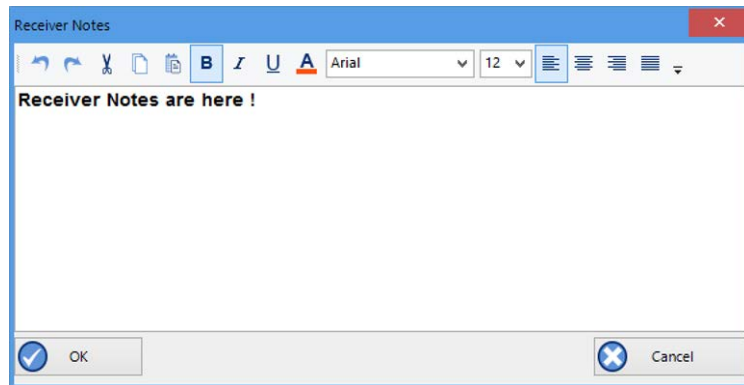 Receiver Notes
B I U A Arial 12
Receiver Notes are here !
OK Cancel